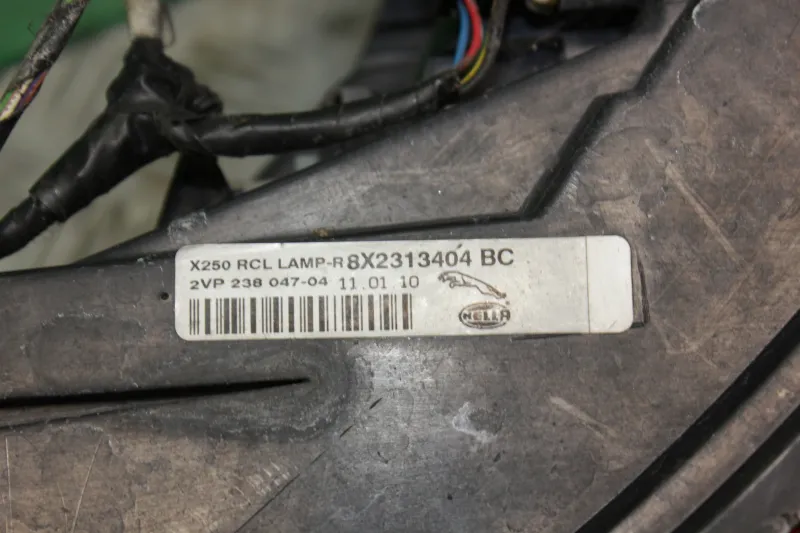 X250 RCL LAMP-R 8X2313404 BC
2VP 238 047-04 11.01.10
HELLA